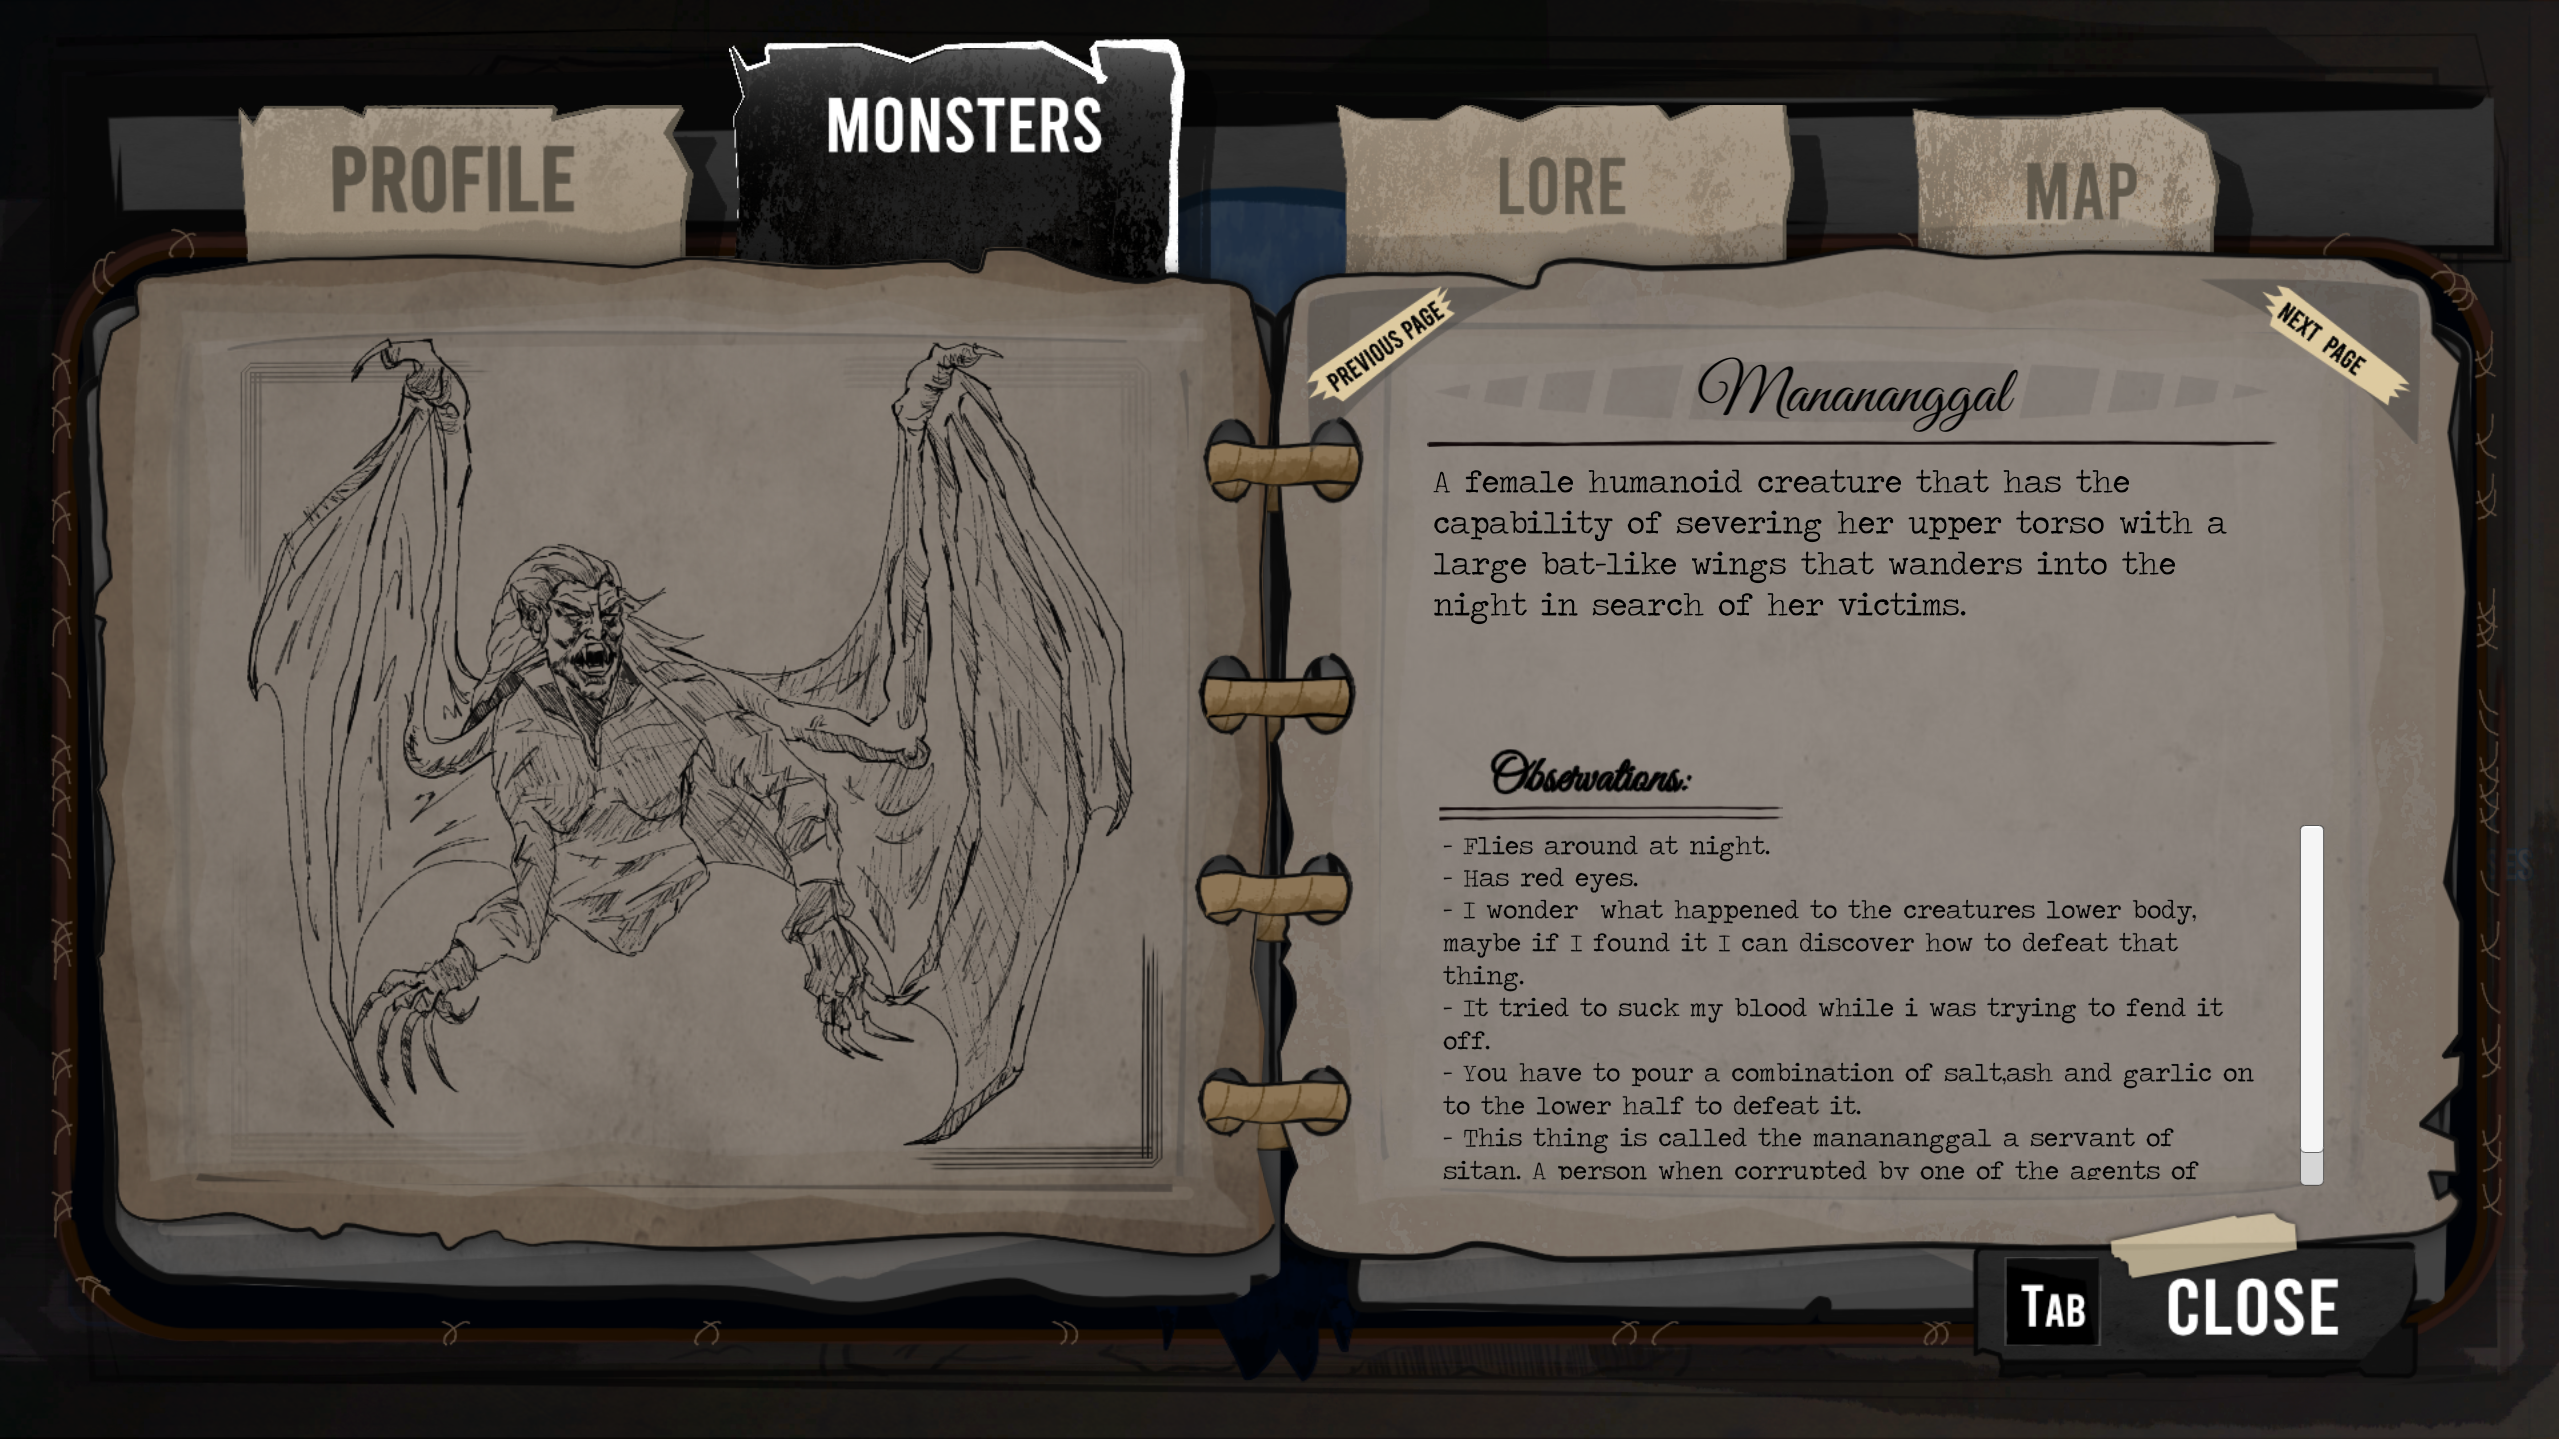 PROFILE
MONSTERS
LORE
MAP
PREVIOUS PAGE
NEXT PAGE
Manananggal
A female humanoid creature that has the
capability of severing her upper torso with a
large bat-like wings that wanders into the
night in search of her victims.
Observations:
- Flies around at night.
- Has red eyes.
- I wonder  what happened to the creatures lower body,
maybe if I found it I can discover how to defeat that
thing.
- It tried to suck my blood while i was trying to fend it
off.
- You have to pour a combination of salt,ash and garlic on
to the lower half to defeat it.
- This thing is called the manananggal a servant of
sitan. A person when corrupted by one of the agents of
TAB
CLOSE